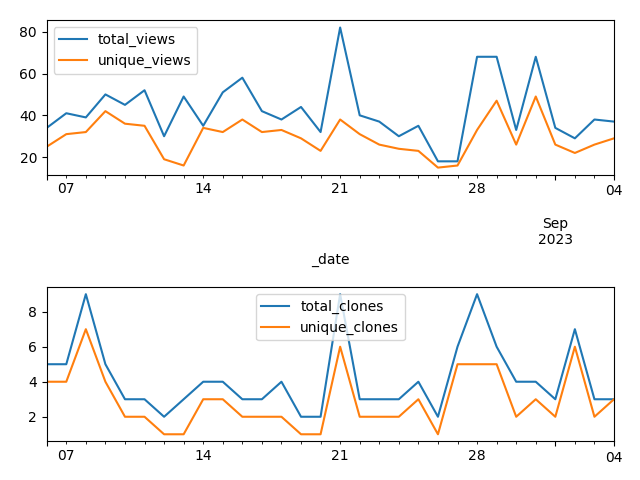 80
60
40
20
total_views
unique_views
07 14 21 28 04
Sep
2023
_date
8
6
4
2
total_clones
unique_clones
07 14 21 28 04